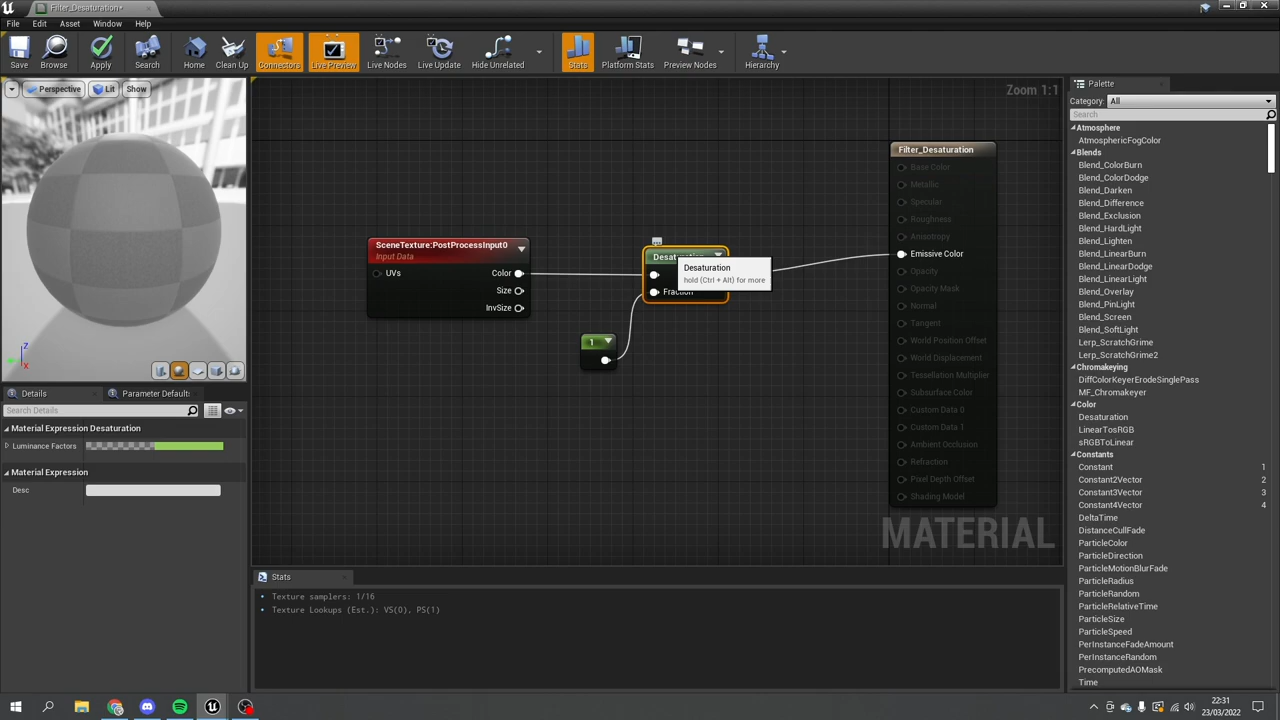 Filter_Desaturation*
File
Edit
Asset
Window
Help
Save
Browse
Apply
Search
Home
Clean Up
Connectors
Live Preview
Live Nodes
Live Update
Hide Unrelated
Stats
Platform Stats
Preview Nodes
Hierarchy
Perspective
Lit
Show
Z
X
Details
Parameter Default:
Search Details
Material Expression Desaturation
Luminance Factors
Material Expression
Desc
Zoom 1:1
SceneTexture:PostProcessInput0
Input Data
UVs
Color
Size
InvSize
1
Fraction
Desaturation
hold (Ctrl + Alt) for more
Filter_Desaturation
Base Color
Metallic
Specular
Roughness
Anisotropy
Emissive Color
Opacity
Opacity Mask
Normal
Tangent
World Position Offset
World Displacement
Tessellation Multiplier
Subsurface Color
Custom Data 0
Custom Data 1
Ambient Occlusion
Refraction
Pixel Depth Offset
Shading Model
MATERIAL
Stats
Texture samplers: 1/16
Texture Lookups (Est.): VS(0), PS(1)
Palette
Category:
All
Search
Atmosphere
AtmosphericFogColor
Blends
Blend_ColorBurn
Blend_ColorDodge
Blend_Darken
Blend_Difference
Blend_Exclusion
Blend_HardLight
Blend_Lighten
Blend_LinearBurn
Blend_LinearDodge
Blend_LinearLight
Blend_Overlay
Blend_PinLight
Blend_Screen
Blend_SoftLight
Lerp_ScratchGrime
Lerp_ScratchGrime2
Chromakeying
DiffColorKeyerErodeSinglePass
MF_Chromakeyer
Color
Desaturation
LinearTosRGB
sRGBToLinear
Constants
Constant 1
Constant2Vector 2
Constant3Vector 3
Constant4Vector 4
DeltaTime
DistanceCullFade
ParticleColor
ParticleDirection
ParticleMotionBlurFade
ParticleRadius
ParticleRandom
ParticleRelativeTime
ParticleSize
ParticleSpeed
PerInstanceFadeAmount
PerInstanceRandom
PrecomputedAOMask
Time
22:31
23/03/2022